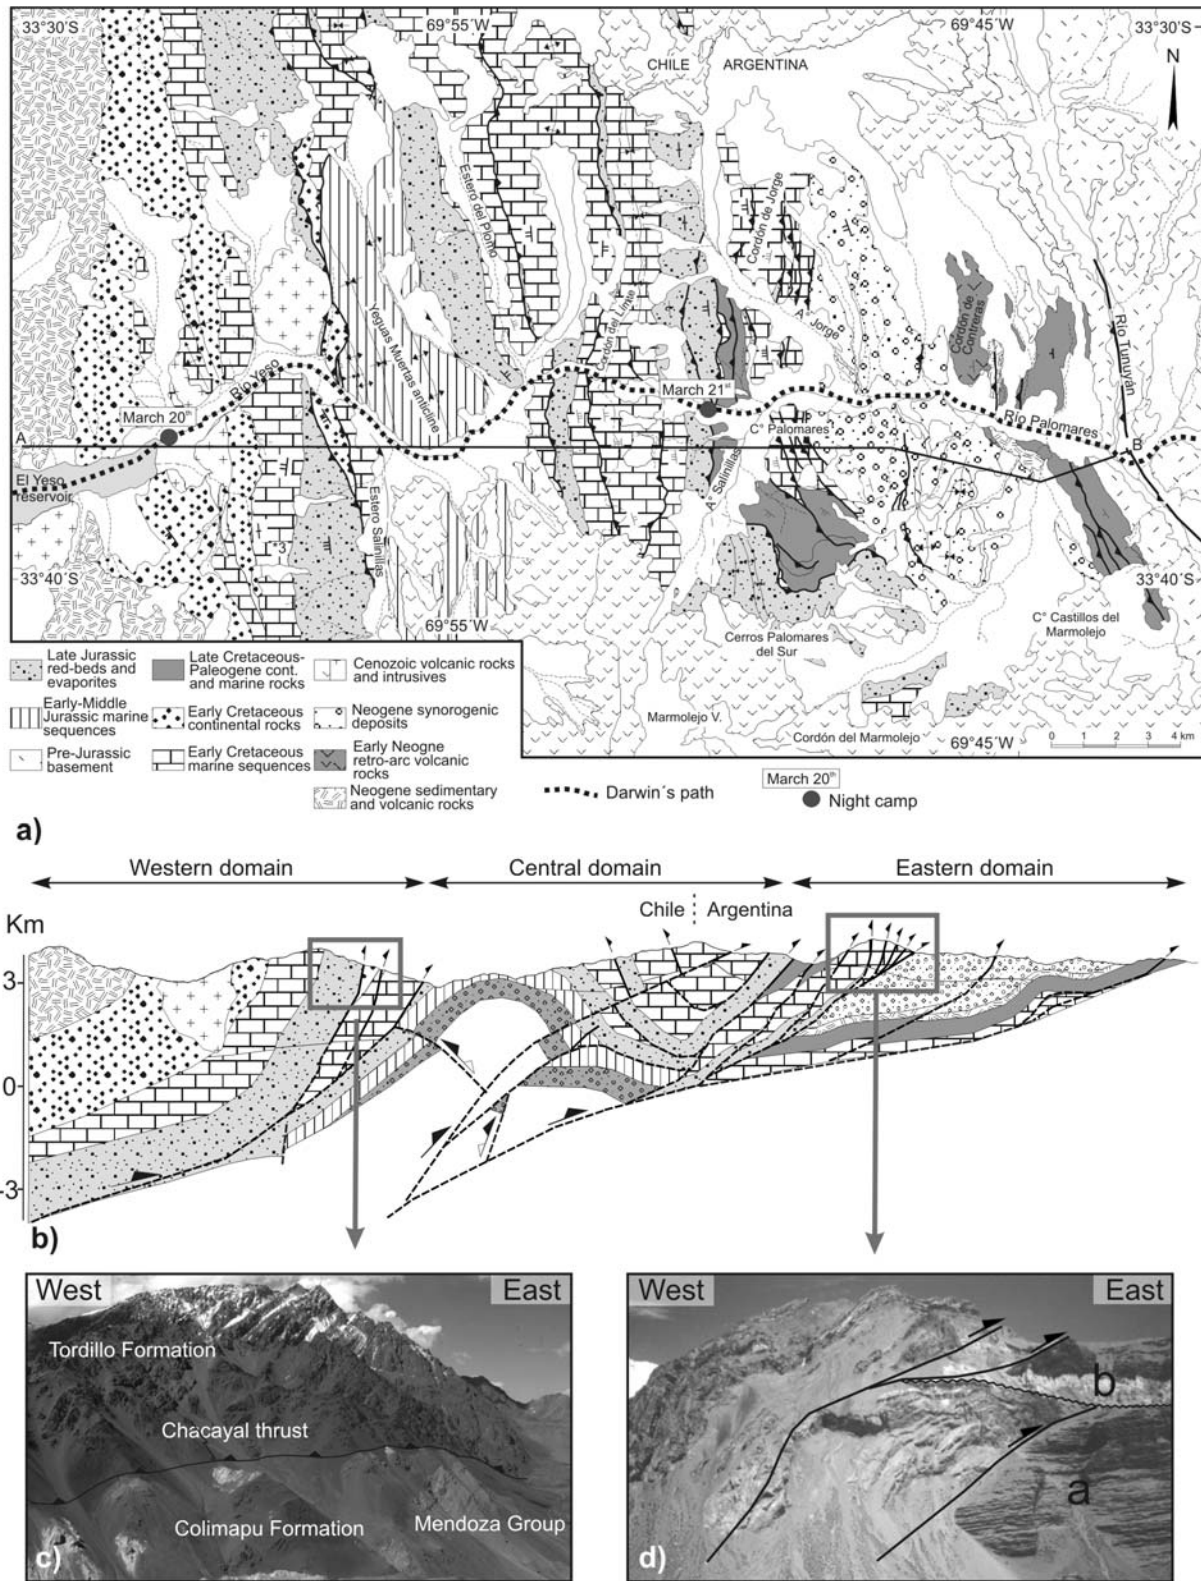 33°30´S
69°55´W
69°45´W
33°30´S
CHILE
ARGENTINA
N
Estero del Plomo
Cordón de Jorge
A° Jorge
Cordón de Contreras
Río Tunuyán
Yeguas Muertas anticline
Cordón del Límite
March 20th
Río Yeso
March 21st
A
El Yeso
reservoir
C° Palomares
Río Palomares
B
Estero Salinillas
A° Salinillas
33°40´S
33°40´S
69°55´W
Cerros Palomares
del Sur
C° Castillos del
Marmolejo
Marmolejo V.
Cordón del Marmolejo
69°45´W
0 1 2 3 4 km
Late Jurassic
red-beds and
evaporites
Late Cretaceous-
Paleogene cont.
and marine rocks
Cenozoic volcanic rocks
and intrusives
Early-Middle
Jurassic marine
sequences
Early Cretaceous
continental rocks
Neogene synorogenic
deposits
Pre-Jurassic
basement
Early Cretaceous
marine sequences
Early Neogne
retro-arc volcanic
rocks
Neogene sedimentary
and volcanic rocks
Darwin´s path
March 20th
Night camp
a)
Western domain
Central domain
Eastern domain
Km
Chile
Argentina
3
0
-3
b)
West
East
Tordillo Formation
Chacayal thrust
Colimapu Formation
Mendoza Group
c)
West
East
b
a
d)